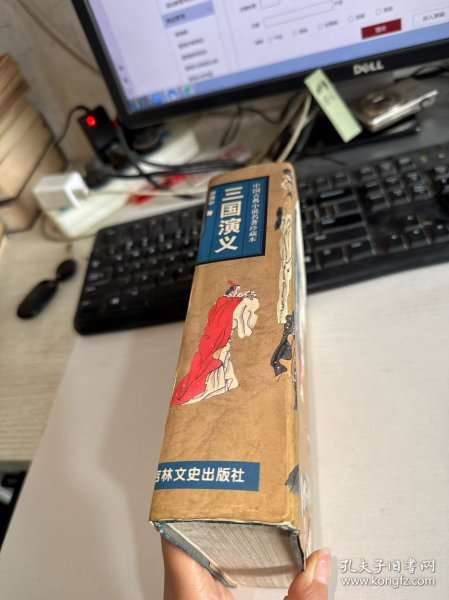 中国古典小说名著珍藏本
三国演义
吉林文史出版社
DELL
孔夫子旧书网
www.kongfz.com